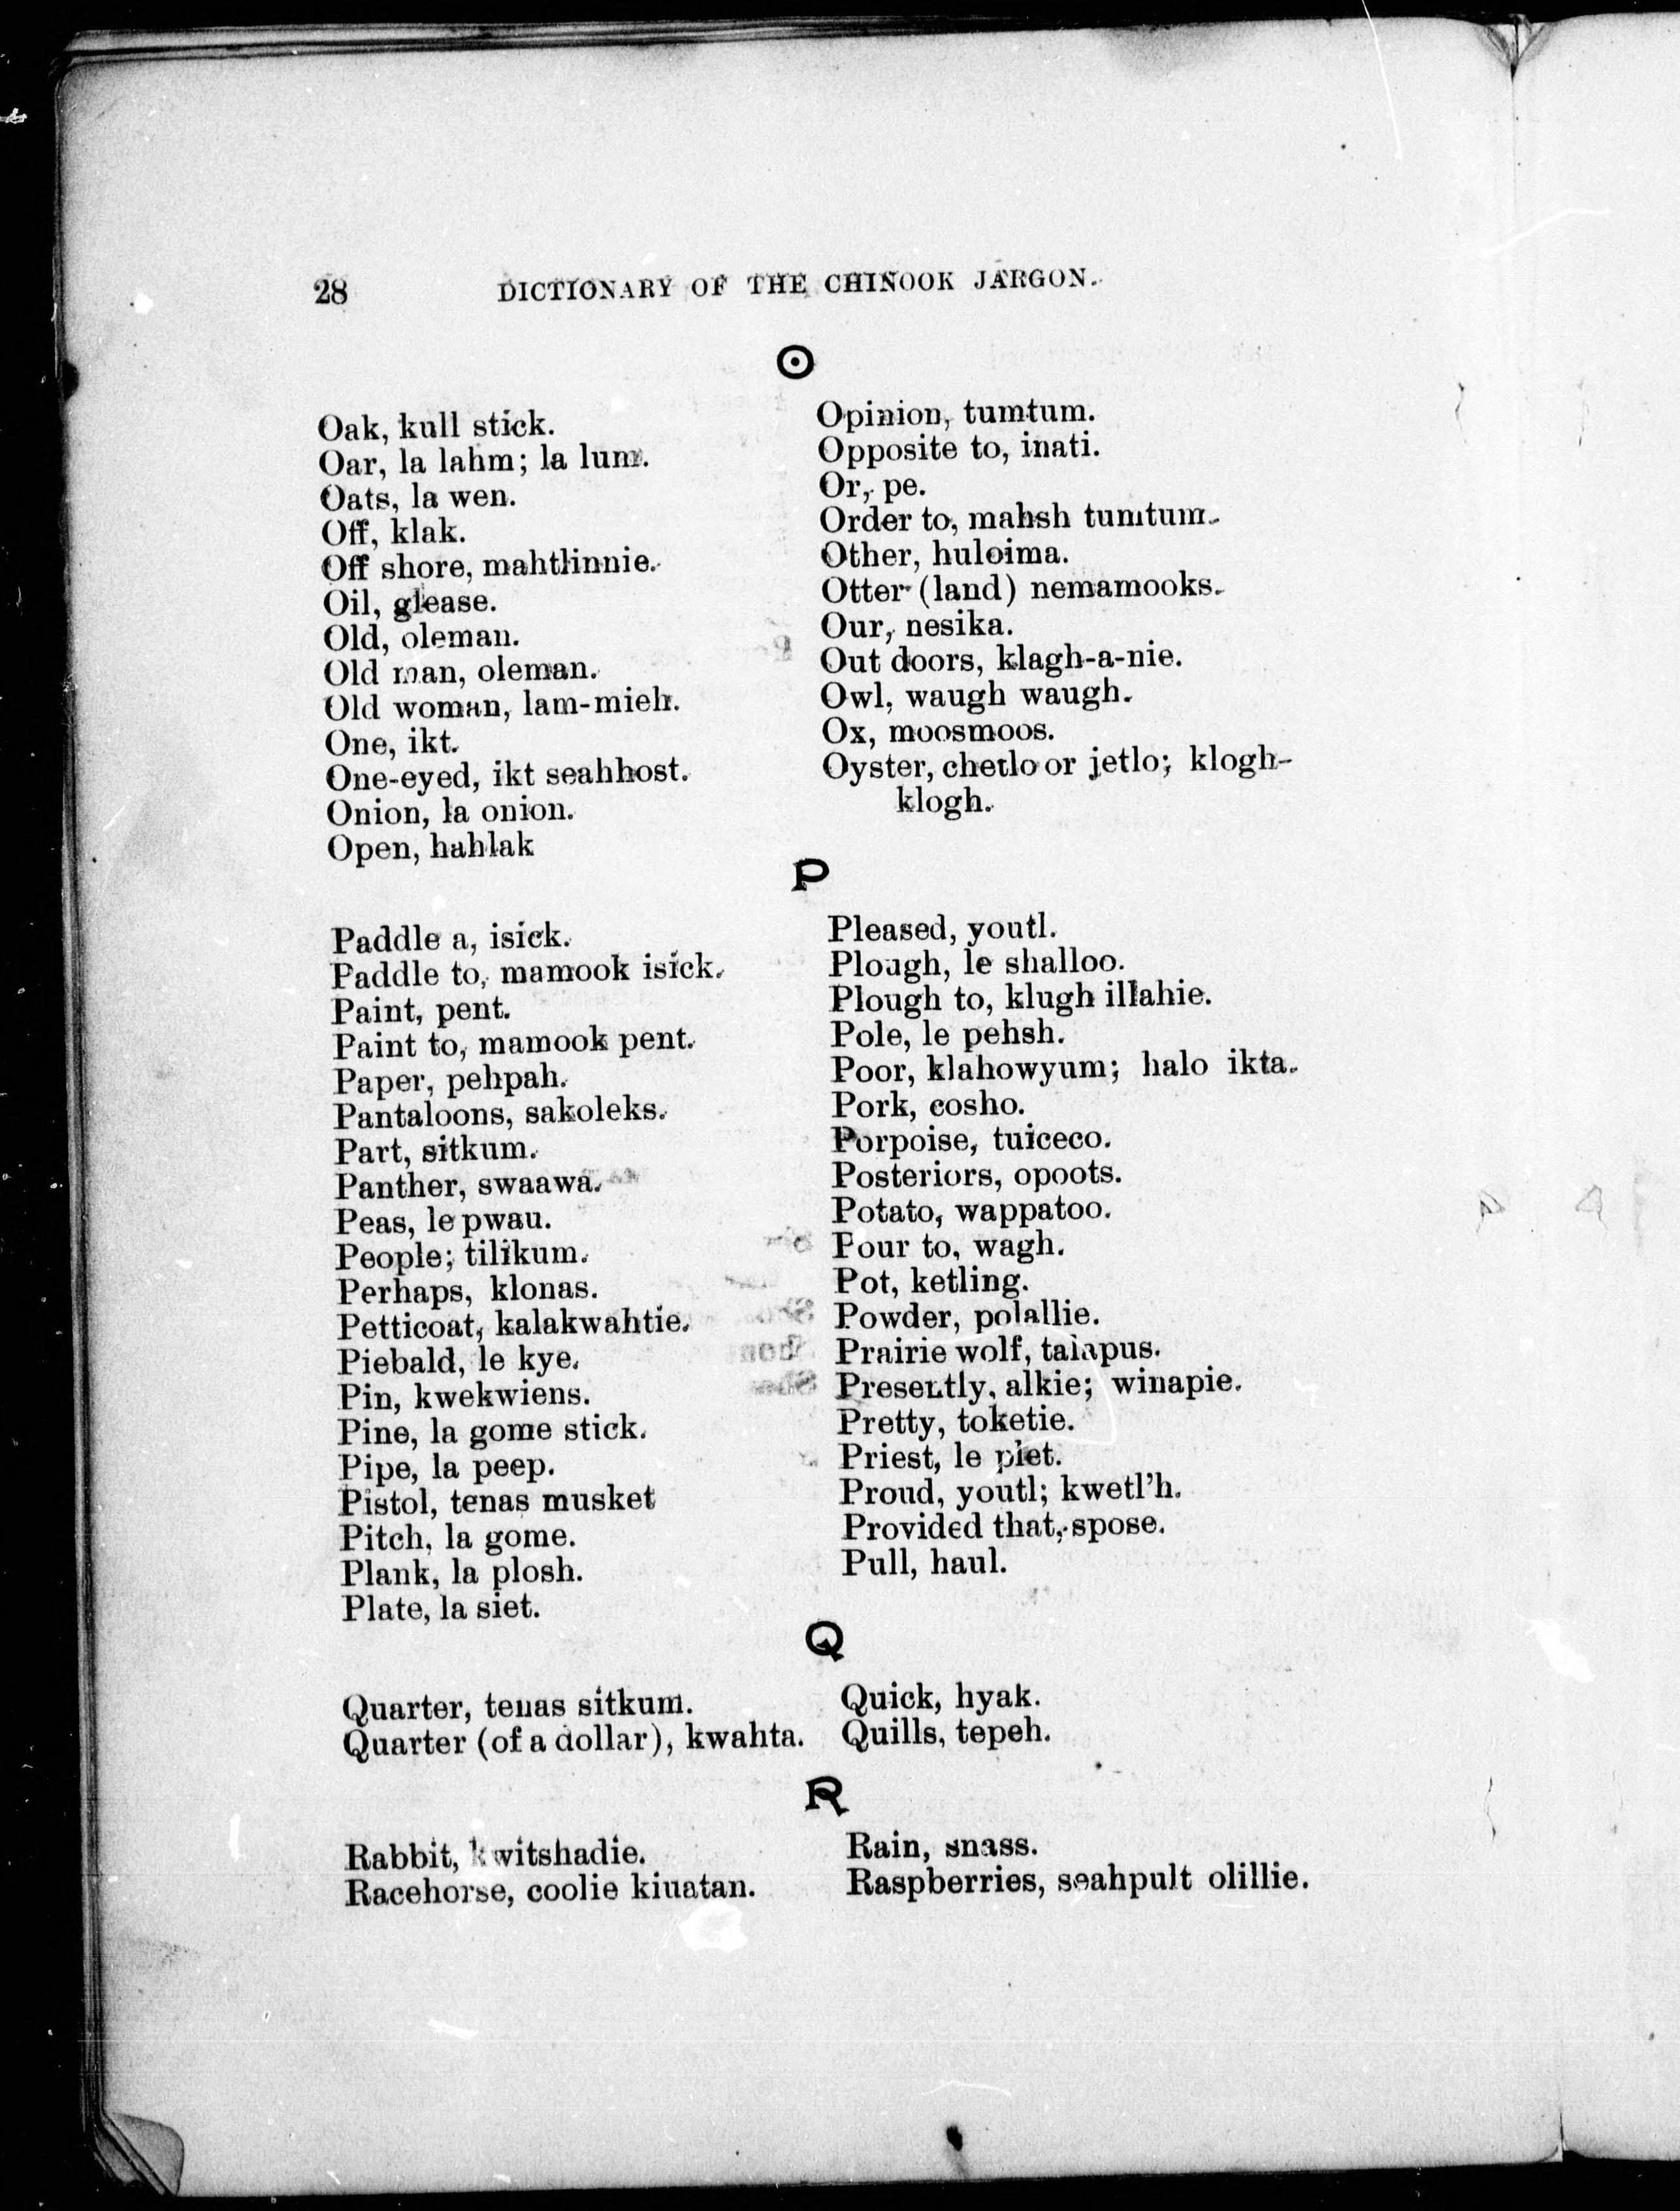 28 DICTIONARY OF THE CHINOOK JARGON.
O
Oak, kull stick.
Oar, la lahm; la lum.
Oats, la wen.
Off, klak.
Off shore, mahtlinnie.
Oil, glease.
Old, oleman.
Old man, oleman.
Old woman, lam-mieh.
One, ikt.
One-eyed, ikt seahhost.
Onion, la onion.
Open, hahlak
Opinion, tumtum.
Opposite to, inati.
Or, pe.
Order to, mahsh tumtum.
Other, huloima.
Otter (land) nemamooks.
Our, nesika.
Out doors, klagh-a-nie.
Owl, waugh waugh.
Ox, moosmoos.
Oyster, chetlo or jetlo; klogh-
klogh.
P
Paddle a, isick.
Paddle to, mamook isick.
Paint, pent.
Paint to, mamook pent.
Paper, pehpah.
Pantaloons, sakoleks.
Part, sitkum.
Panther, swaawa.
Peas, le pwau.
People; tilikum.
Perhaps, klonas.
Petticoat, kalakwahtie.
Piebald, le kye.
Pin, kwekwiens.
Pine, la gome stick.
Pipe, la peep.
Pistol, tenas musket
Pitch, la gome.
Plank, la plosh.
Plate, la siet.
Pleased, youtl.
Plough, le shalloo.
Plough to, klugh illahie.
Pole, le pehsh.
Poor, klahowyum; halo ikta.
Pork, cosho.
Porpoise, tuiceco.
Posteriors, opoots.
Potato, wappatoo.
Pour to, wagh.
Pot, ketling.
Powder, polallie.
Prairie wolf, talapus.
Presently, alkie; winapie.
Pretty, toketie.
Priest, le plet.
Proud, youtl; kwetl'h.
Provided that, spose.
Pull, haul.
Q
Quarter, tenas sitkum.
Quarter (of a dollar), kwahta.
Quick, hyak.
Quills, tepeh.
R
Rabbit, kwitshadie.
Racehorse, coolie kiuatan.
Rain, snass.
Raspberries, seahpult olillie.